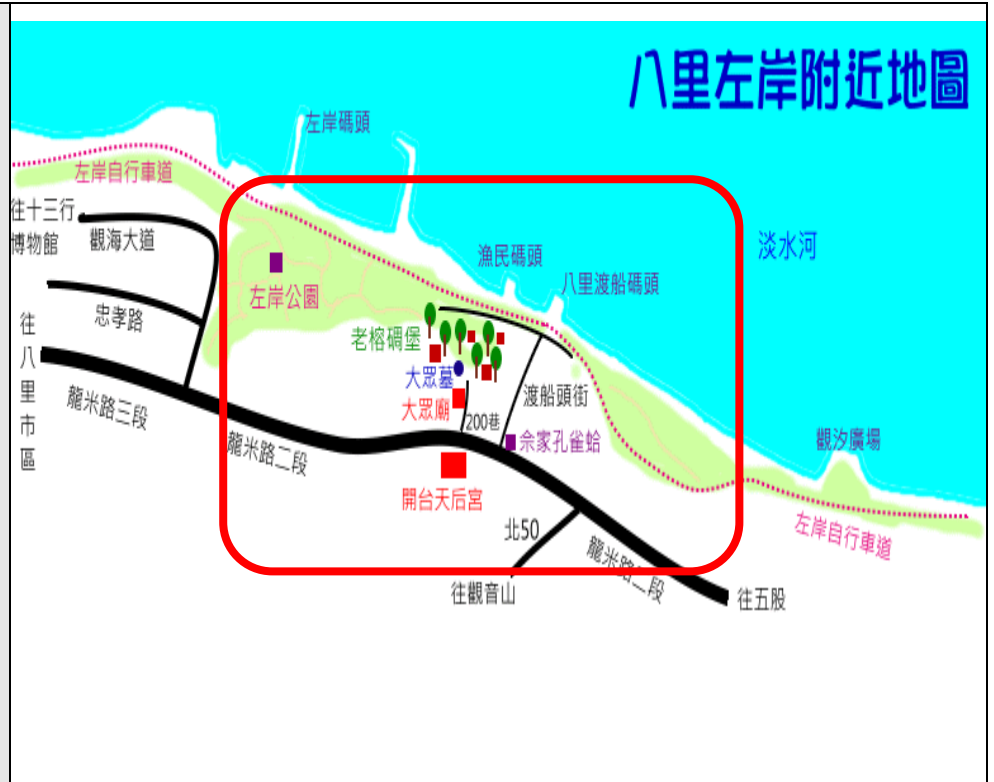 八里左岸附近地圖
左岸碼頭
左岸自行車道
往十三行
博物館
觀海大道
淡水河
漁民碼頭
八里渡船碼頭
左岸公園
忠孝路
老榕碉堡
往八里市區
大眾墓
大眾廟
200巷
渡船頭街
龍米路三段
龍米路二段
佘家孔雀蛤
觀汐廣場
開台天后宮
左岸自行車道
北50
龍米路二段
往觀音山
往五股